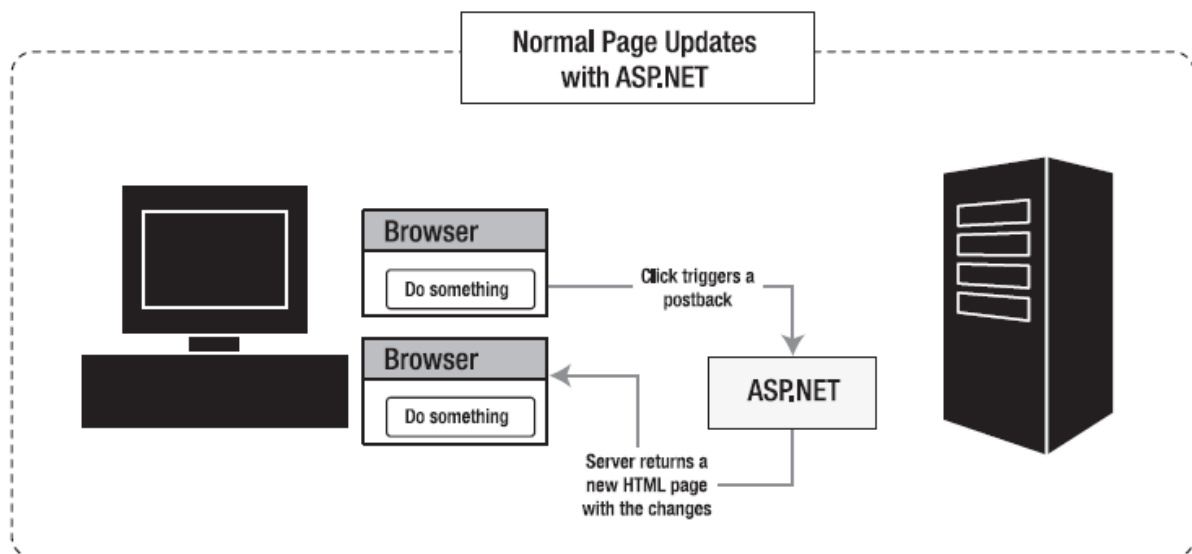 Normal Page Updates
with ASP.NET
Browser
Do something
Click triggers a
postback
Browser
Do something
ASP.NET
Server returns a
new HTML page
with the changes